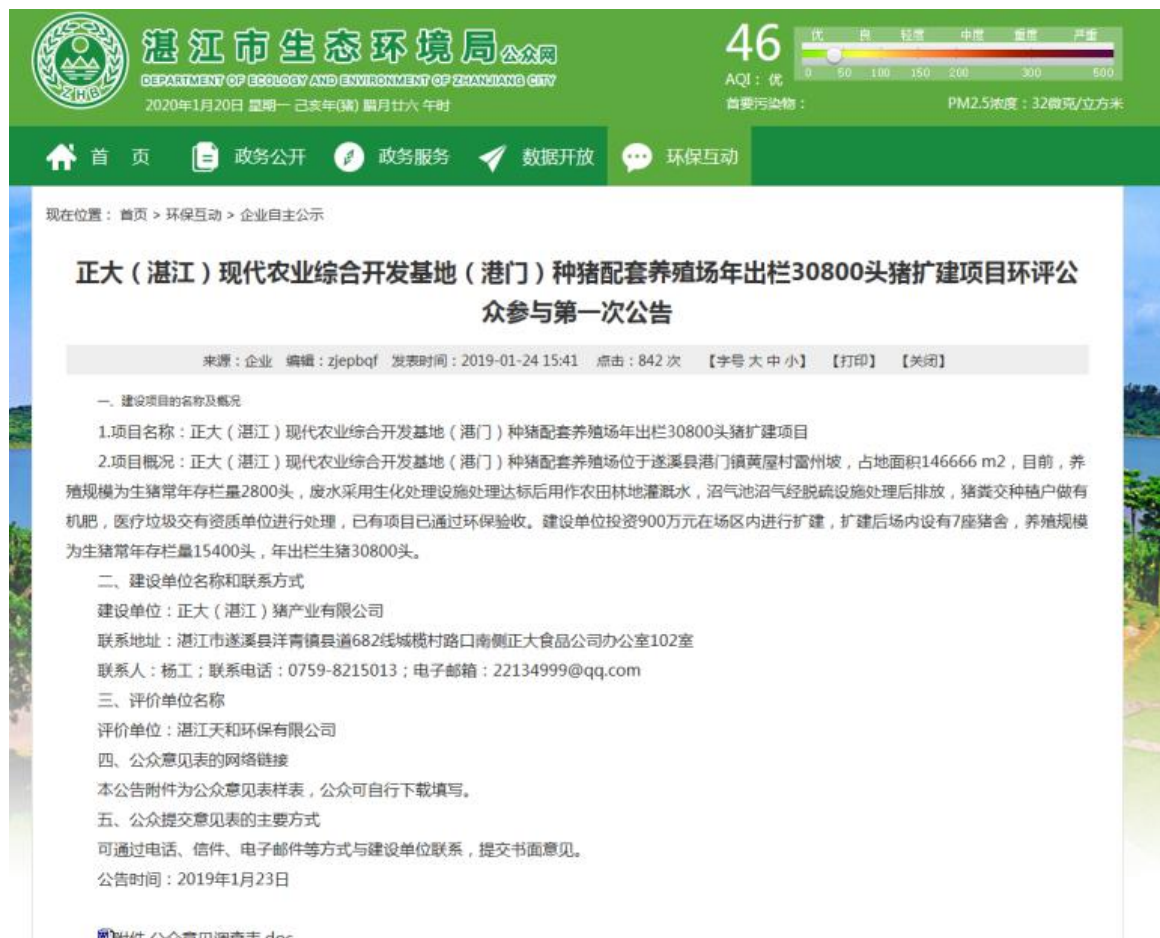 湛江市生态环境局公众网
DEPARTMENT OF ECOLOGY AND ENVIRONMENT OF ZHANJIANG CITY
2020年1月20日 星期一 己亥年(猪) 腊月廿六 午时
ZHB
46
AQI：优
首要污染物：
优 良 轻度 中度 重度 严重
0 50 100 150 200 300 500
PM2.5浓度：32微克/立方米
首 页 政务公开 政务服务 数据开放 环保互动
现在位置： 首页 > 环保互动 > 企业自主公示
正大（湛江）现代农业综合开发基地（港门）种猪配套养殖场年出栏30800头猪扩建项目环评公
众参与第一次公告
来源：企业 编辑：zjepbqf 发表时间：2019-01-24 15:41 点击：842 次 【字号 大 中 小】 【打印】 【关闭】
一、建设项目的名称及概况
1.项目名称：正大（湛江）现代农业综合开发基地（港门）种猪配套养殖场年出栏30800头猪扩建项目
2.项目概况：正大（湛江）现代农业综合开发基地（港门）种猪配套养殖场位于遂溪县港门镇黄屋村雷州坡，占地面积146666 m2，目前，养
殖规模为生猪常年存栏量2800头，废水采用生化处理设施处理达标后用作农田林地灌溉水，沼气池沼气经脱硫设施处理后排放，猪粪交种植户做有
机肥，医疗垃圾交有资质单位进行处理，已有项目已通过环保验收。建设单位投资900万元在场区内进行扩建，扩建后场内设有7座猪舍，养殖规模
为生猪常年存栏量15400头，年出栏生猪30800头。
二、建设单位名称和联系方式
建设单位：正大（湛江）猪产业有限公司
联系地址：湛江市遂溪县洋青镇县道682线城榄村路口南侧正大食品公司办公室102室
联系人：杨工；联系电话：0759-8215013；电子邮箱：22134999@qq.com
三、评价单位名称
评价单位：湛江天和环保有限公司
四、公众意见表的网络链接
本公告附件为公众意见表样表，公众可自行下载填写。
五、公众提交意见表的主要方式
可通过电话、信件、电子邮件等方式与建设单位联系，提交书面意见。
公告时间：2019年1月23日
附件 公众意见调查表.doc